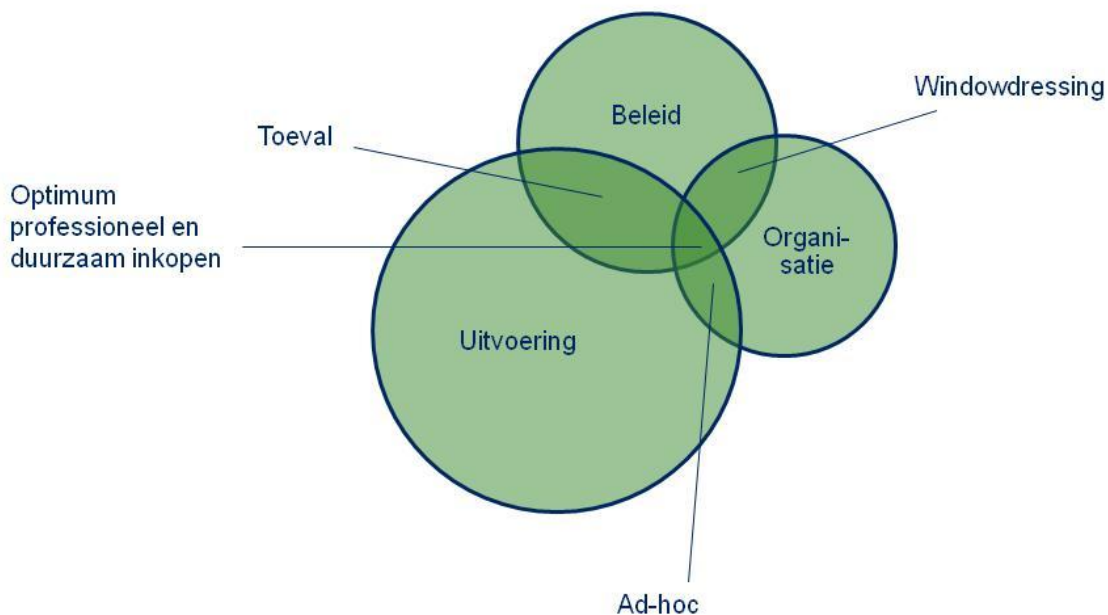 Windowdressing
Beleid
Toeval
Optimum
professioneel en
duurzaam inkopen
Organi-
satie
Uitvoering
Ad-hoc